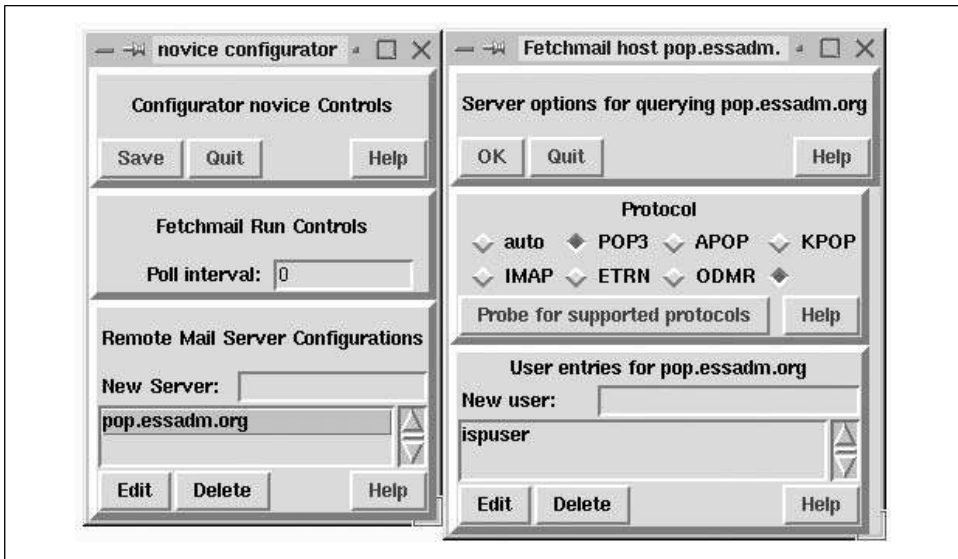 novice configurator
Configurator novice Controls
Save Quit Help
Fetchmail Run Controls
Poll interval: 0
Remote Mail Server Configurations
New Server:
pop.essadm.org
Edit Delete Help
Fetchmail host pop.essadm.
Server options for querying pop.essadm.org
OK Quit Help
Protocol
auto POP3 APOP KPOP
IMAP ETRN ODMR
Probe for supported protocols Help
User entries for pop.essadm.org
New user:
ispuser
Edit Delete Help